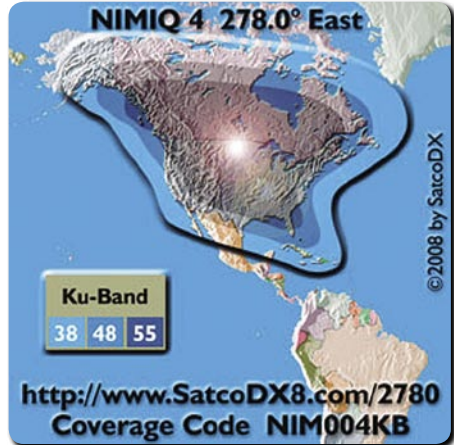 NIMIQ 4 278.0° East
©2008 by SatcoDX
Ku-Band
38 48 55
http://www.SatcoDX8.com/2780
Coverage Code NIM004KB